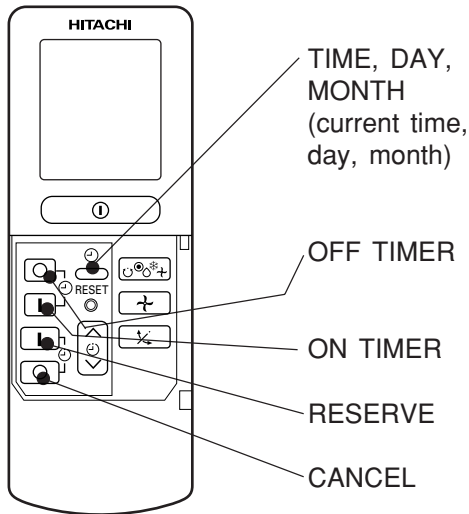 HITACHI
TIME, DAY,
MONTH
(current time,
day, month)
RESET
OFF TIMER
ON TIMER
RESERVE
CANCEL